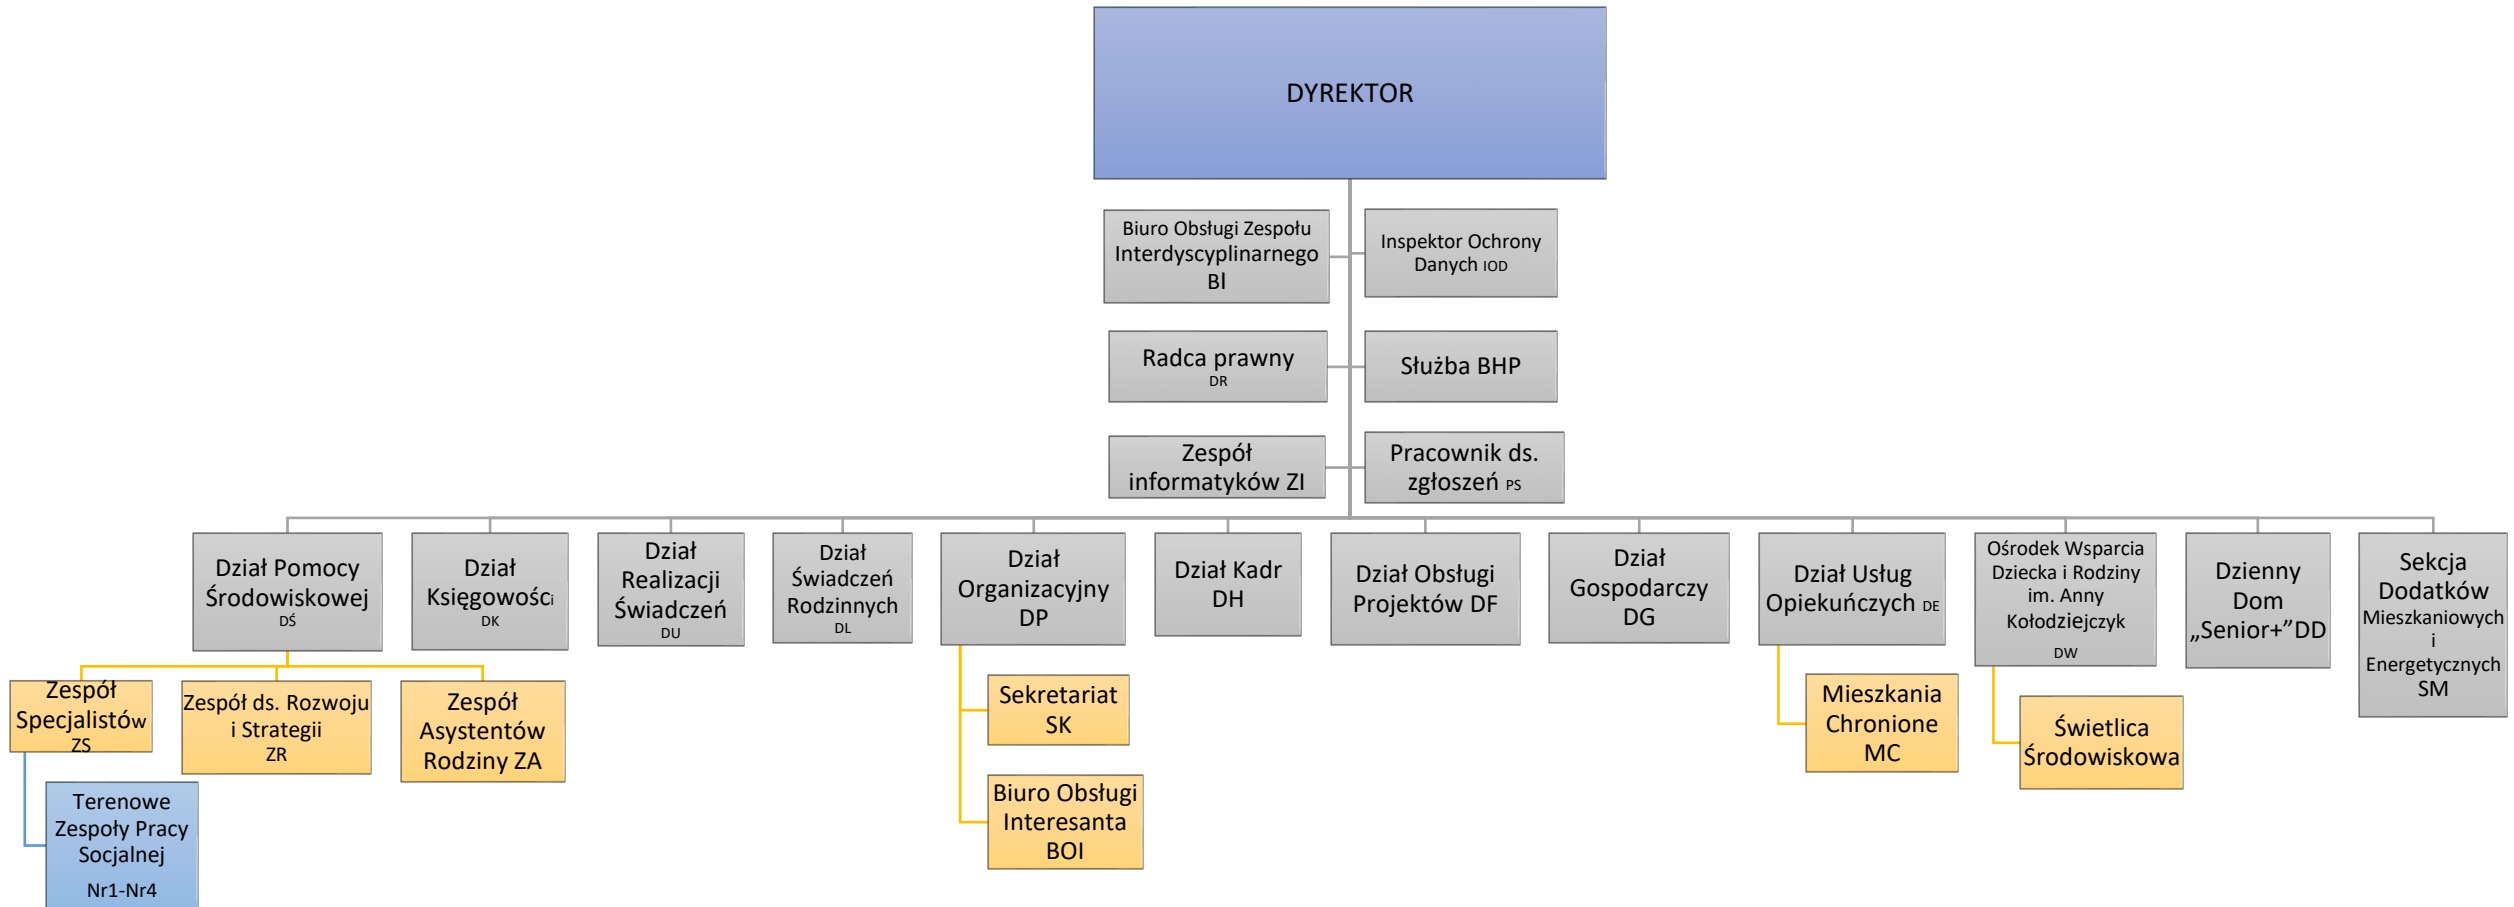 DYREKTOR
Biuro Obsługi Zespołu
Interdyscyplinarnego
BI
Inspektor Ochrony
Danych IOD
Radca prawny
DR
Służba BHP
Zespół
informatyków ZI
Pracownik ds.
zgłoszeń PS
Dział Pomocy
Środowiskowej
DŚ
Dział
Księgowości
DK
Dział
Realizacji
Świadczeń
DU
Dział
Świadczeń
Rodzinnych
DL
Dział
Organizacyjny
DP
Dział Kadr
DH
Dział Obsługi
Projektów DF
Dział
Gospodarczy
DG
Dział Usług
Opiekuńczych DE
Ośrodek Wsparcia
Dziecka i Rodziny
im. Anny
Kołodziejczyk
DW
Dzienny
Dom
„Senior+”DD
Sekcja
Dodatków
Mieszkaniowych
i
Energetycznych
SM
Zespół
Specjalistów
ZS
Zespół ds. Rozwoju
i Strategii
ZR
Zespół
Asystentów
Rodziny ZA
Sekretariat
SK
Mieszkania
Chronione
MC
Świetlica
Środowiskowa
Terenowe
Zespoły Pracy
Socjalnej
Nr1-Nr4
Biuro Obsługi
Interesanta
BOI